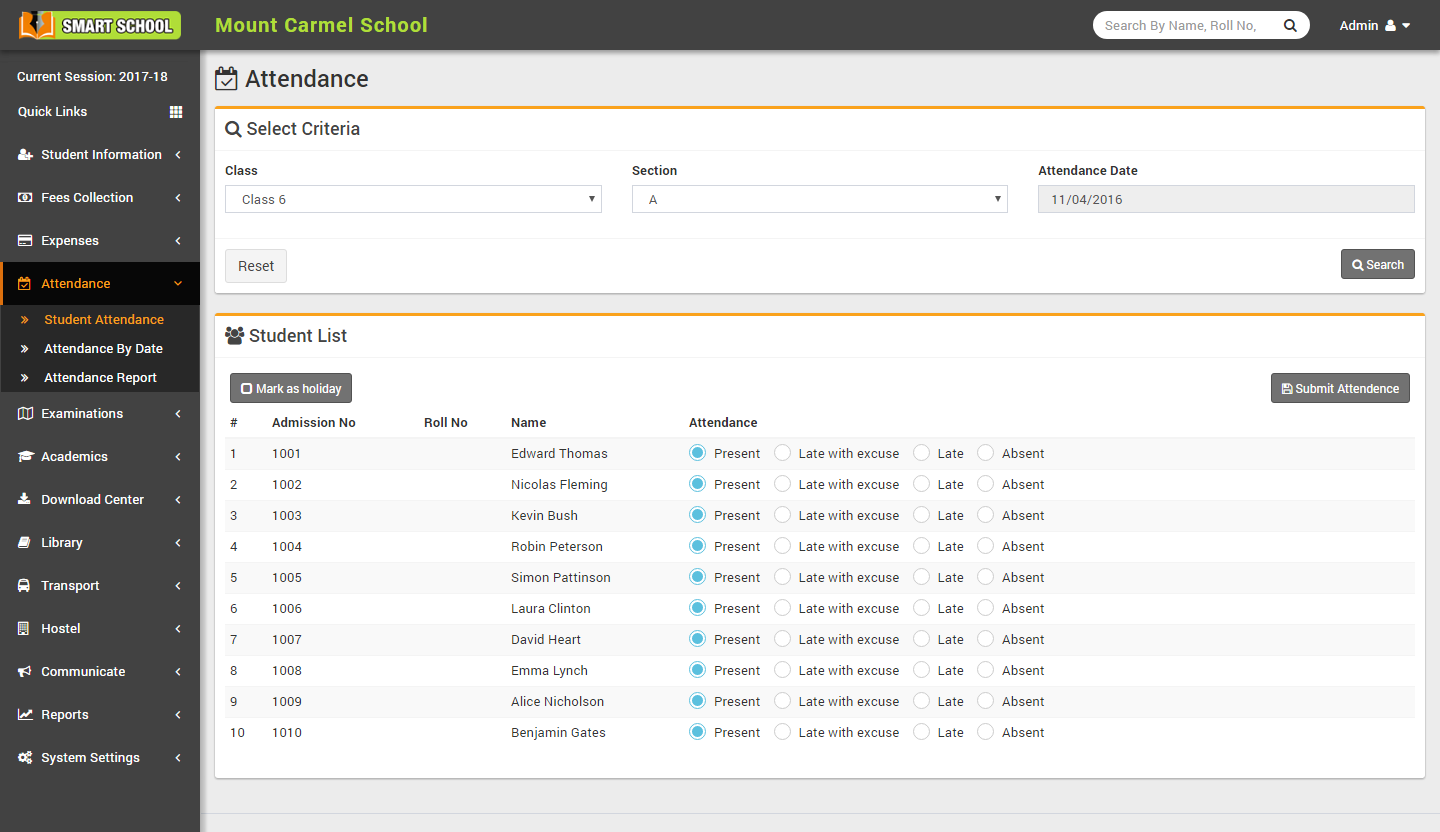 SMART SCHOOL
Mount Carmel School
Search By Name, Roll No,
Admin
Current Session: 2017-18
Quick Links
Student Information
Fees Collection
Expenses
Attendance
Student Attendance
Attendance By Date
Attendance Report
Examinations
Academics
Download Center
Library
Transport
Hostel
Communicate
Reports
System Settings
Attendance
Select Criteria
Class Section Attendance Date
Class 6 A 11/04/2016
Reset Search
Student List
Mark as holiday Submit Attendence
# Admission No Roll No Name Attendance
1 1001 Edward Thomas Present Late with excuse Late Absent
2 1002 Nicolas Fleming Present Late with excuse Late Absent
3 1003 Kevin Bush Present Late with excuse Late Absent
4 1004 Robin Peterson Present Late with excuse Late Absent
5 1005 Simon Pattinson Present Late with excuse Late Absent
6 1006 Laura Clinton Present Late with excuse Late Absent
7 1007 David Heart Present Late with excuse Late Absent
8 1008 Emma Lynch Present Late with excuse Late Absent
9 1009 Alice Nicholson Present Late with excuse Late Absent
10 1010 Benjamin Gates Present Late with excuse Late Absent